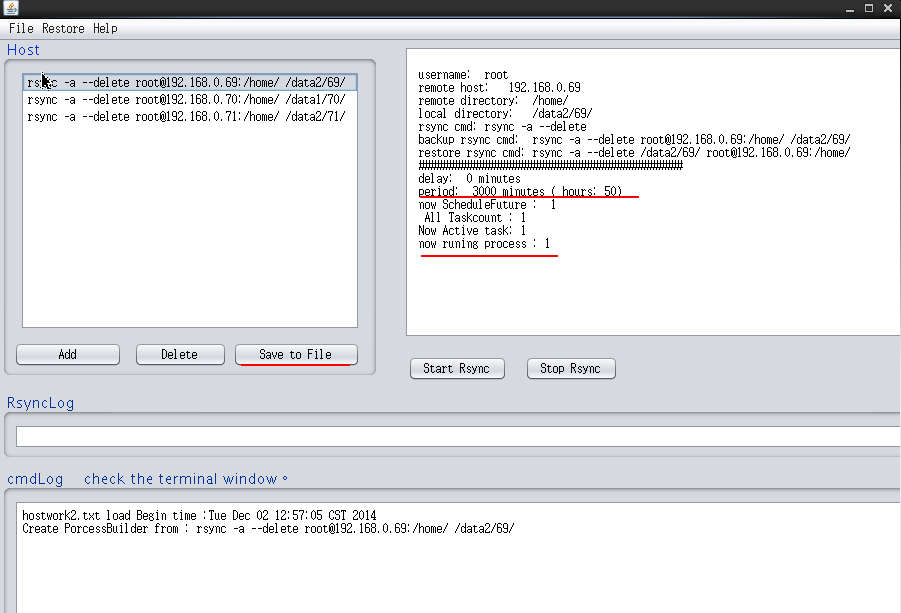 File Restore Help
Host
rsync -a --delete root@192.168.0.69:/home/ /data2/69/
rsync -a --delete root@192.168.0.70:/home/ /data1/70/
rsync -a --delete root@192.168.0.71:/home/ /data2/71/
Add Delete Save to File
username: root
remote host: 192.168.0.69
remote directory: /home/
local directory: /data2/69/
rsync cmd: rsync -a --delete
backup rsync cmd: rsync -a --delete root@192.168.0.69:/home/ /data2/69/
restore rsync cmd: rsync -a --delete /data2/69/ root@192.168.0.69:/home/
delay: 0 minutes
period: 3000 minutes ( hours: 50)
now ScheduleFuture : 1
All Taskcount : 1
Now Active task: 1
now runing process : 1
Start Rsync Stop Rsync
RsyncLog
cmdLog check the terminal window。
hostwork2.txt load Begin time :Tue Dec 02 12:57:05 CST 2014
Create PorcessBuilder from : rsync -a --delete root@192.168.0.69:/home/ /data2/69/